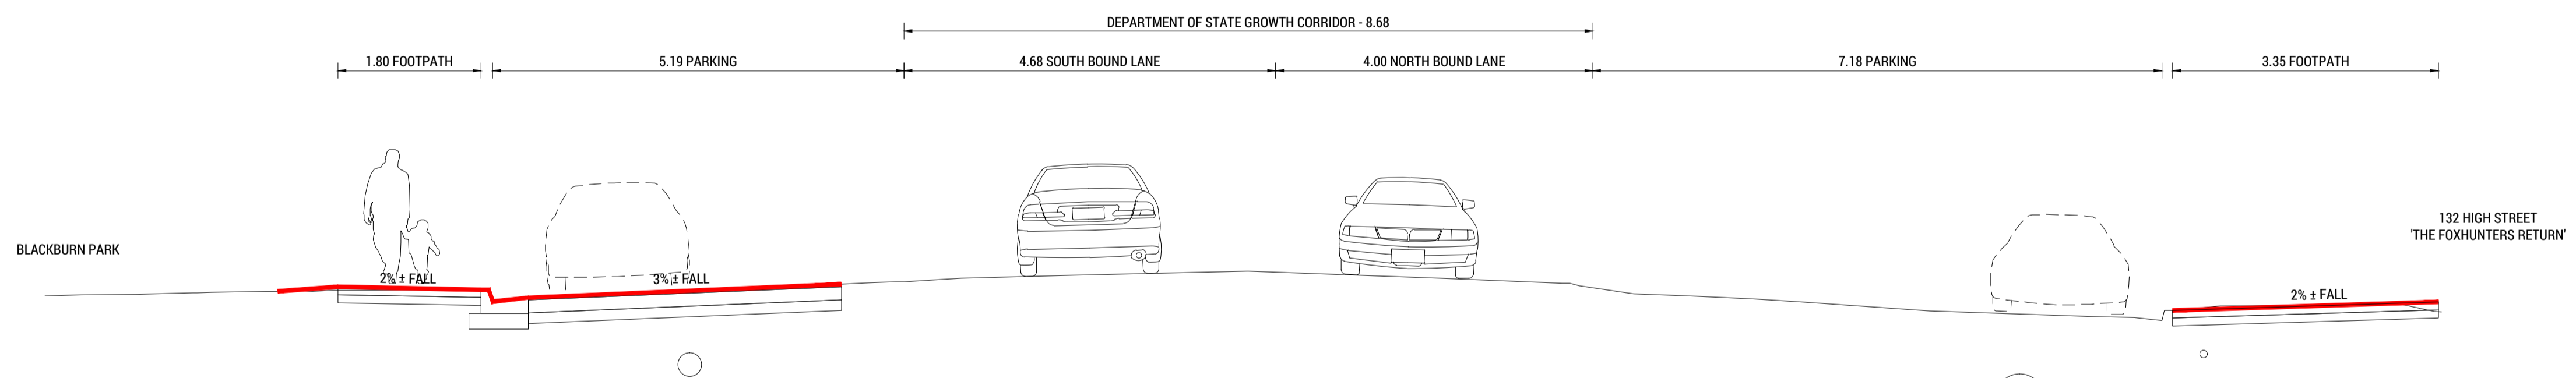 DEPARTMENT OF STATE GROWTH CORRIDOR - 8.68
1.80 FOOTPATH
5.19 PARKING
4.68 SOUTH BOUND LANE
4.00 NORTH BOUND LANE
7.18 PARKING
3.35 FOOTPATH
BLACKBURN PARK
132 HIGH STREET
'THE FOXHUNTERS RETURN'
2% ± FALL
3% ± FALL
2% ± FALL